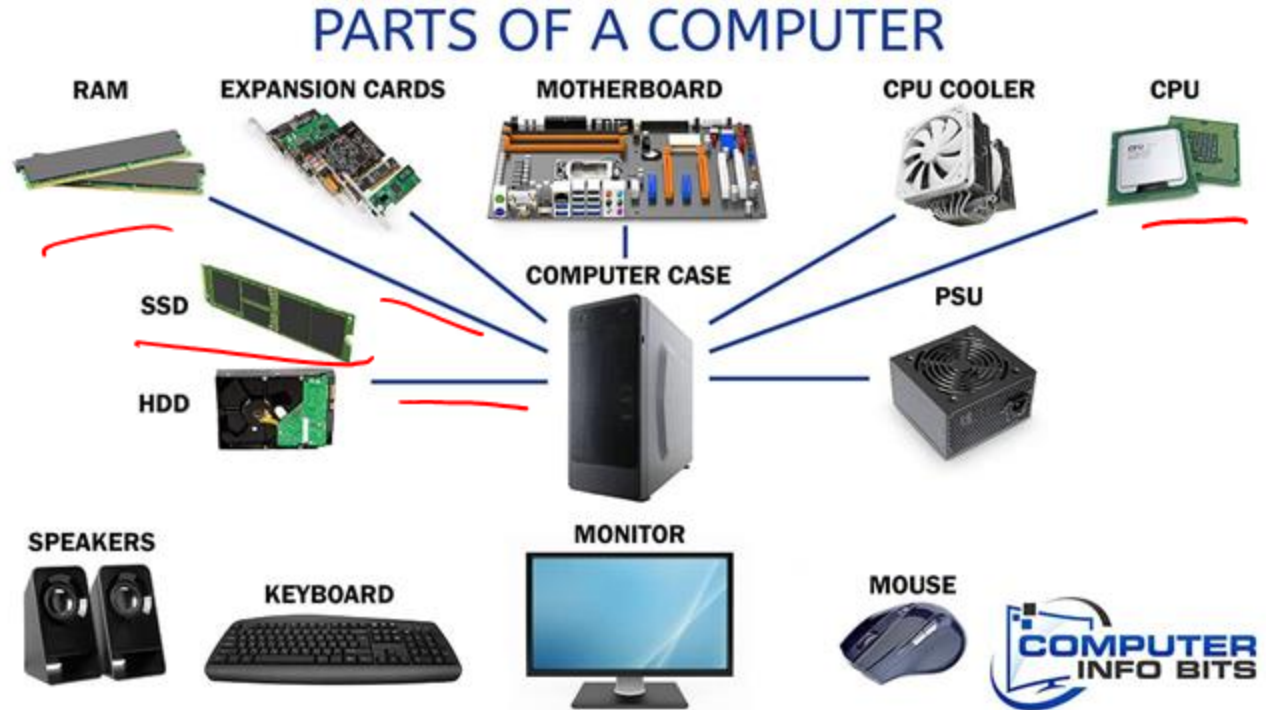 PARTS OF A COMPUTER
RAM
EXPANSION CARDS
MOTHERBOARD
CPU COOLER
CPU
COMPUTER CASE
SSD
PSU
HDD
SPEAKERS
KEYBOARD
MONITOR
MOUSE
COMPUTER
INFO BITS